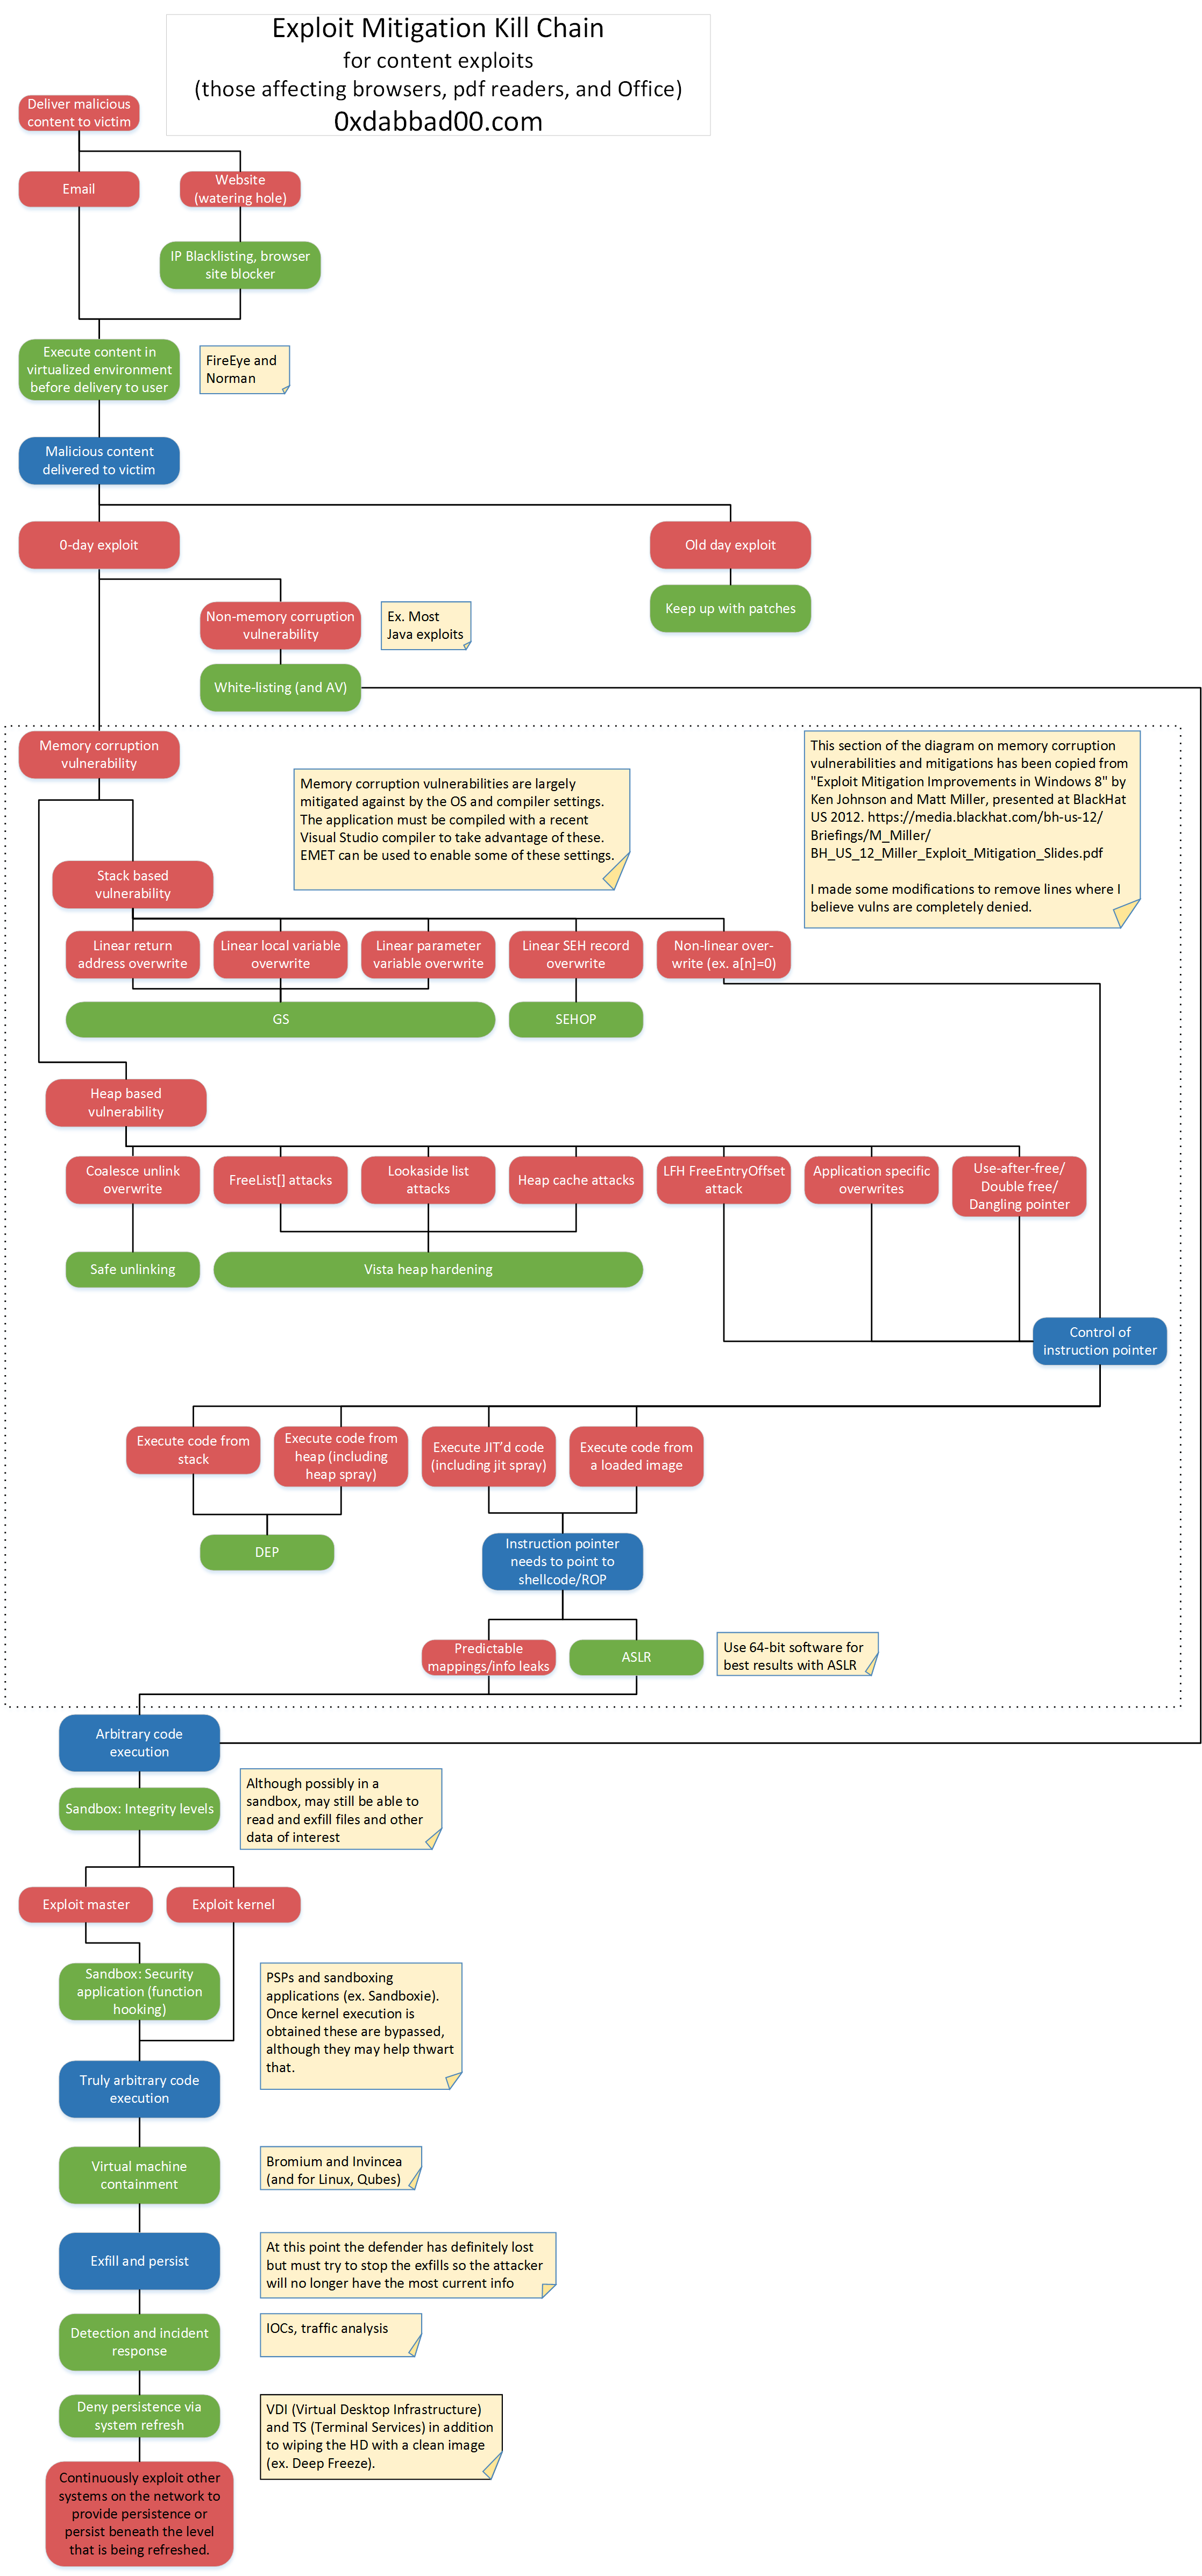 Exploit Mitigation Kill Chain
for content exploits
(those affecting browsers, pdf readers, and Office)
0xdabbad00.com
Deliver malicious
content to victim
Email
Website
(watering hole)
IP Blacklisting, browser
site blocker
Execute content in
virtualized environment
before delivery to user
FireEye and
Norman
Malicious content
delivered to victim
0-day exploit
Old day exploit
Keep up with patches
Non-memory corruption
vulnerability
Ex. Most
Java exploits
White-listing (and AV)
Memory corruption
vulnerability
Memory corruption vulnerabilities are largely
mitigated against by the OS and compiler settings.
The application must be compiled with a recent
Visual Studio compiler to take advantage of these.
EMET can be used to enable some of these settings.
This section of the diagram on memory corruption
vulnerabilities and mitigations has been copied from
"Exploit Mitigation Improvements in Windows 8" by
Ken Johnson and Matt Miller, presented at BlackHat
US 2012. https://media.blackhat.com/bh-us-12/
Briefings/M_Miller/
BH_US_12_Miller_Exploit_Mitigation_Slides.pdf
I made some modifications to remove lines where I
believe vulns are completely denied.
Stack based
vulnerability
Linear return
address overwrite
Linear local variable
overwrite
Linear parameter
variable overwrite
Linear SEH record
overwrite
Non-linear over-
write (ex. a[n]=0)
GS
SEHOP
Heap based
vulnerability
Coalesce unlink
overwrite
FreeList[] attacks
Lookaside list
attacks
Heap cache attacks
LFH FreeEntryOffset
attack
Application specific
overwrites
Use-after-free/
Double free/
Dangling pointer
Safe unlinking
Vista heap hardening
Control of
instruction pointer
Execute code from
stack
Execute code from
heap (including
heap spray)
Execute JIT’d code
(including jit spray)
Execute code from
a loaded image
DEP
Instruction pointer
needs to point to
shellcode/ROP
Predictable
mappings/info leaks
ASLR
Use 64-bit software for
best results with ASLR
Arbitrary code
execution
Sandbox: Integrity levels
Although possibly in a
sandbox, may still be able to
read and exfill files and other
data of interest
Exploit master
Exploit kernel
Sandbox: Security
application (function
hooking)
PSPs and sandboxing
applications (ex. Sandboxie).
Once kernel execution is
obtained these are bypassed,
although they may help thwart
that.
Truly arbitrary code
execution
Virtual machine
containment
Bromium and Invincea
(and for Linux, Qubes)
Exfill and persist
At this point the defender has definitely lost
but must try to stop the exfills so the attacker
will no longer have the most current info
Detection and incident
response
IOCs, traffic analysis
Deny persistence via
system refresh
VDI (Virtual Desktop Infrastructure)
and TS (Terminal Services) in addition
to wiping the HD with a clean image
(ex. Deep Freeze).
Continuously exploit other
systems on the network to
provide persistence or
persist beneath the level
that is being refreshed.